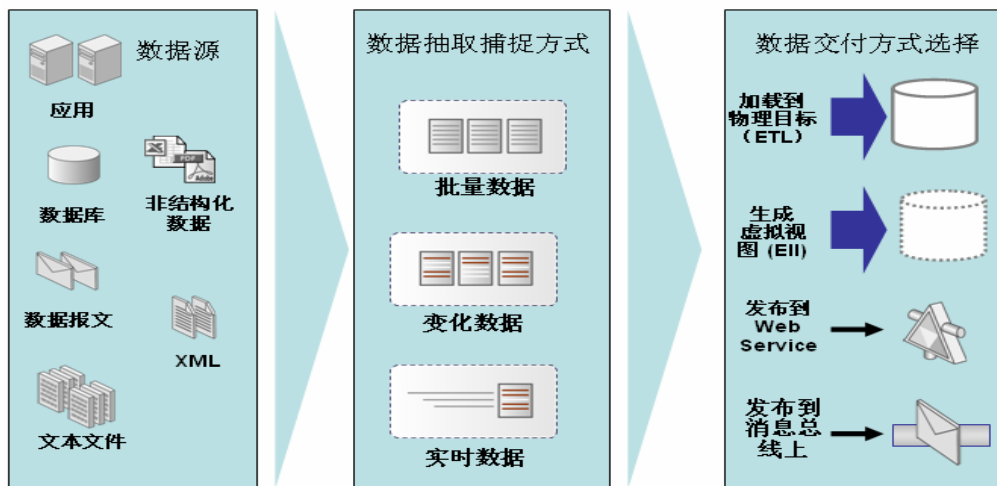 数据源
应用
数据库
PDF
Adobe
非结构化
数据
数据报文
XML
文本文件
数据抽取捕捉方式
批量数据
变化数据
实时数据
数据交付方式选择
加载到
物理目标
（ETL）
生成
虚拟视
图 (EII)
发布到
Web
Service
发布到
消息总
线上